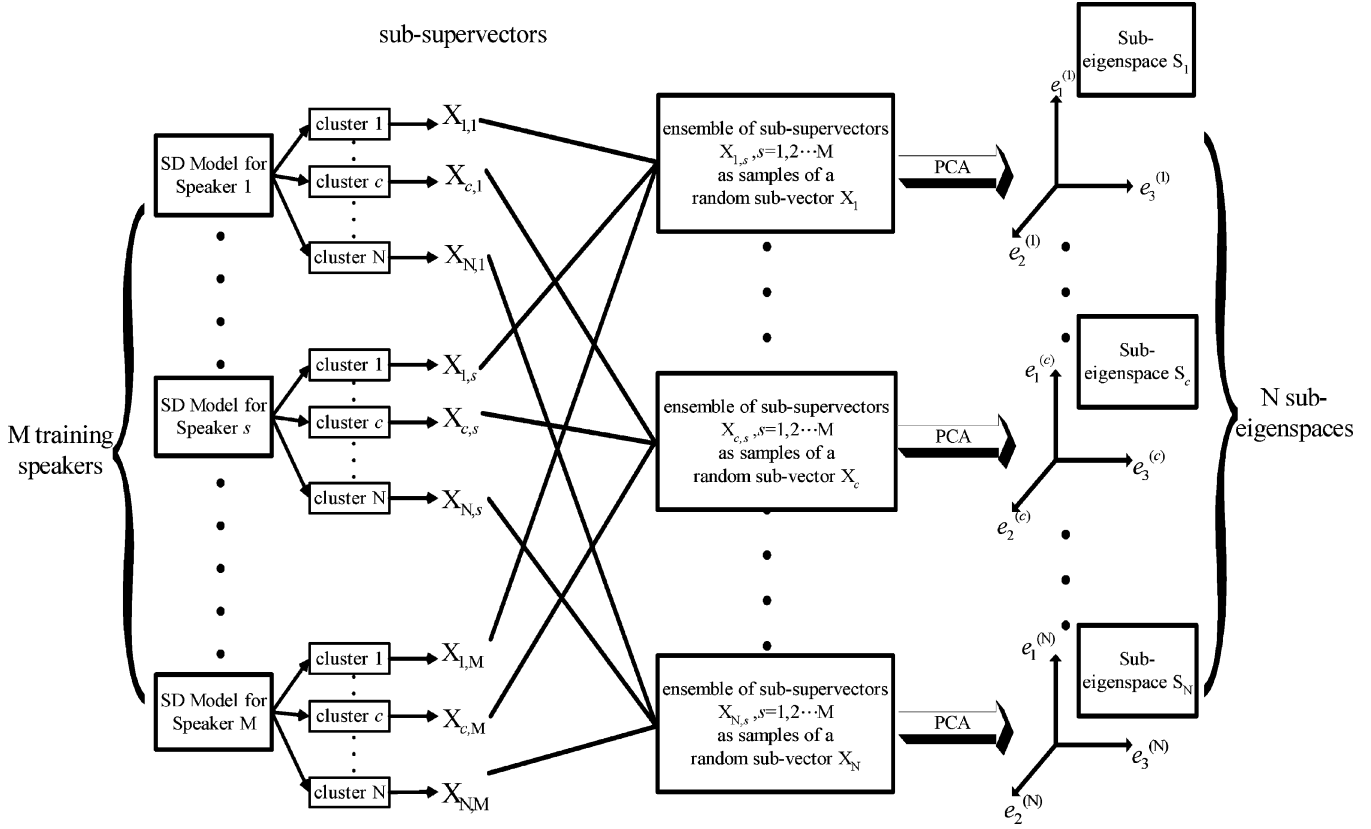 sub-supervectors
M training
speakers
SD Model for
Speaker 1
cluster 1
cluster c
cluster N
X1,1
Xc,1
XN,1
SD Model for
Speaker s
cluster 1
cluster c
cluster N
X1,s
Xc,s
XN,s
SD Model for
Speaker M
cluster 1
cluster c
cluster N
X1,M
Xc,M
XN,M
ensemble of sub-supervectors
X1,s ,s=1,2···M
as samples of a
random sub-vector X1
PCA
ensemble of sub-supervectors
Xc,s ,s=1,2···M
as samples of a
random sub-vector Xc
PCA
ensemble of sub-supervectors
XN,s ,s=1,2···M
as samples of a
random sub-vector XN
PCA
Sub-
eigenspace S1
e1(1)
e3(1)
e2(1)
Sub-
eigenspace Sc
e1(c)
e3(c)
e2(c)
Sub-
eigenspace SN
e1(N)
e3(N)
e2(N)
N sub-
eigenspaces